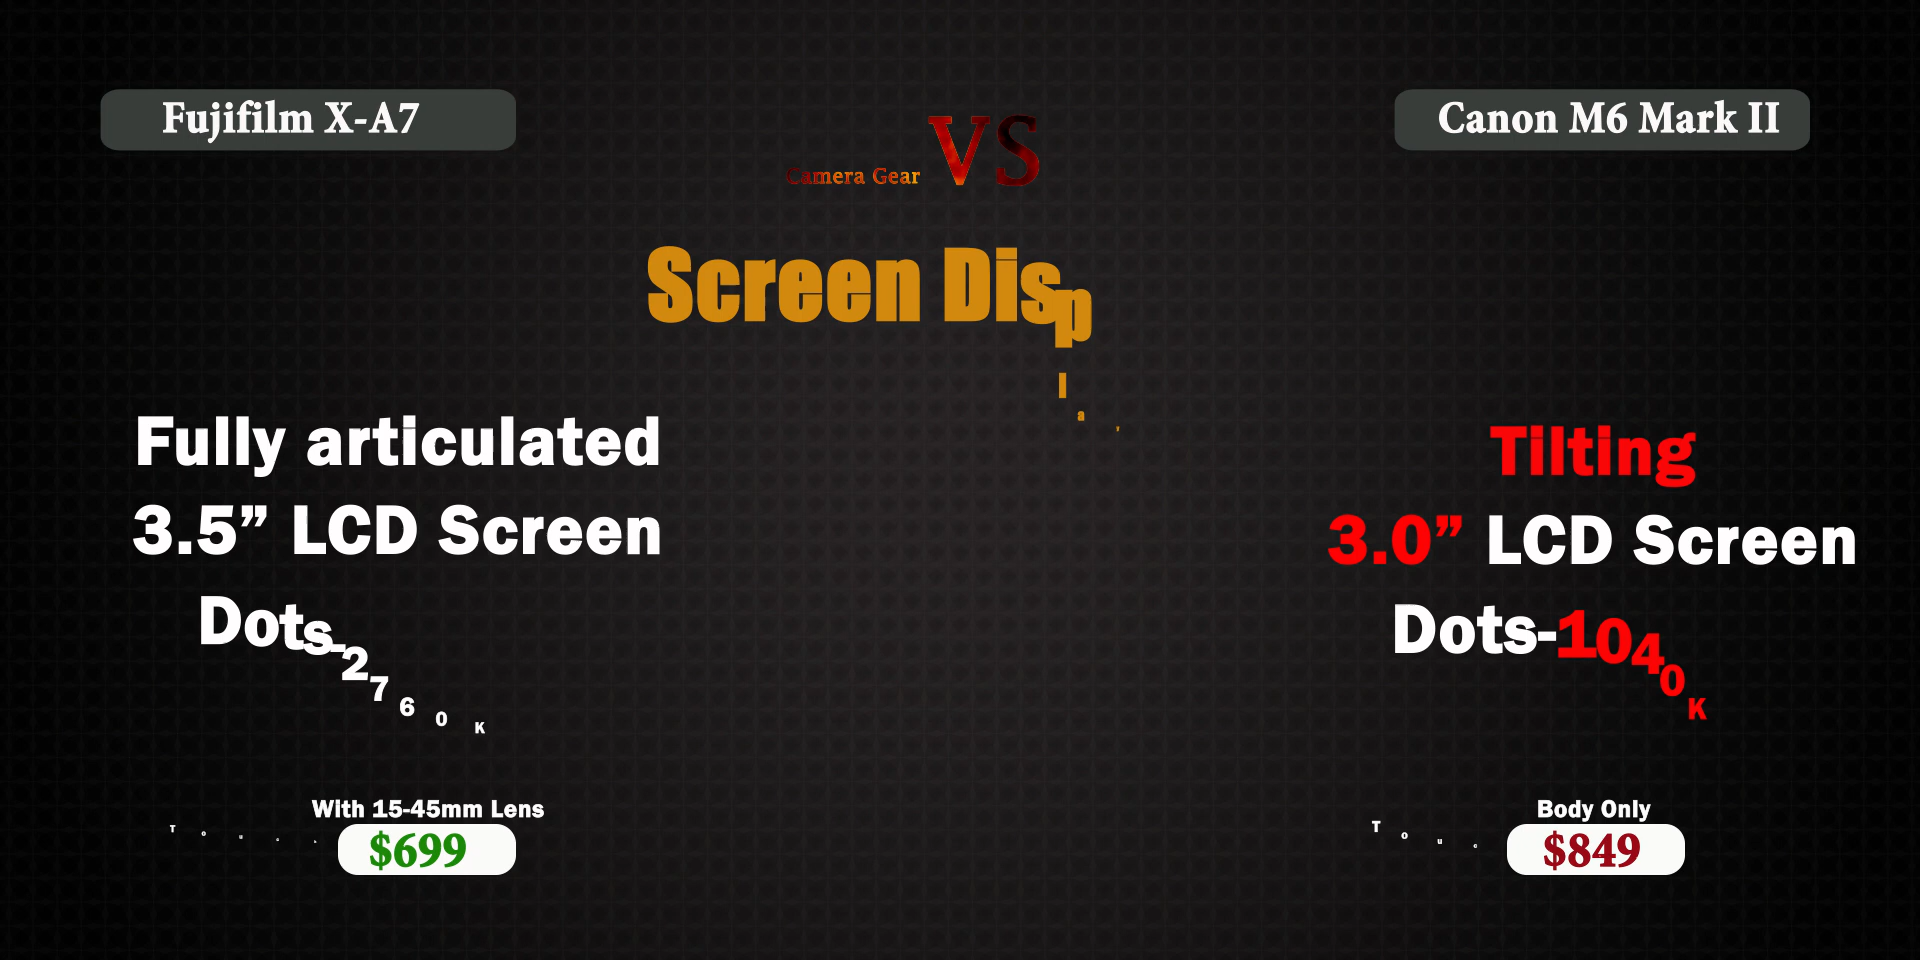 Fujifilm X-A7
Camera Gear VS
Canon M6 Mark II
Screen Display
Fully articulated
3.5” LCD Screen
Dots-2760K
Tilting
3.0” LCD Screen
Dots-1040K
With 15-45mm Lens
$699
Body Only
$849